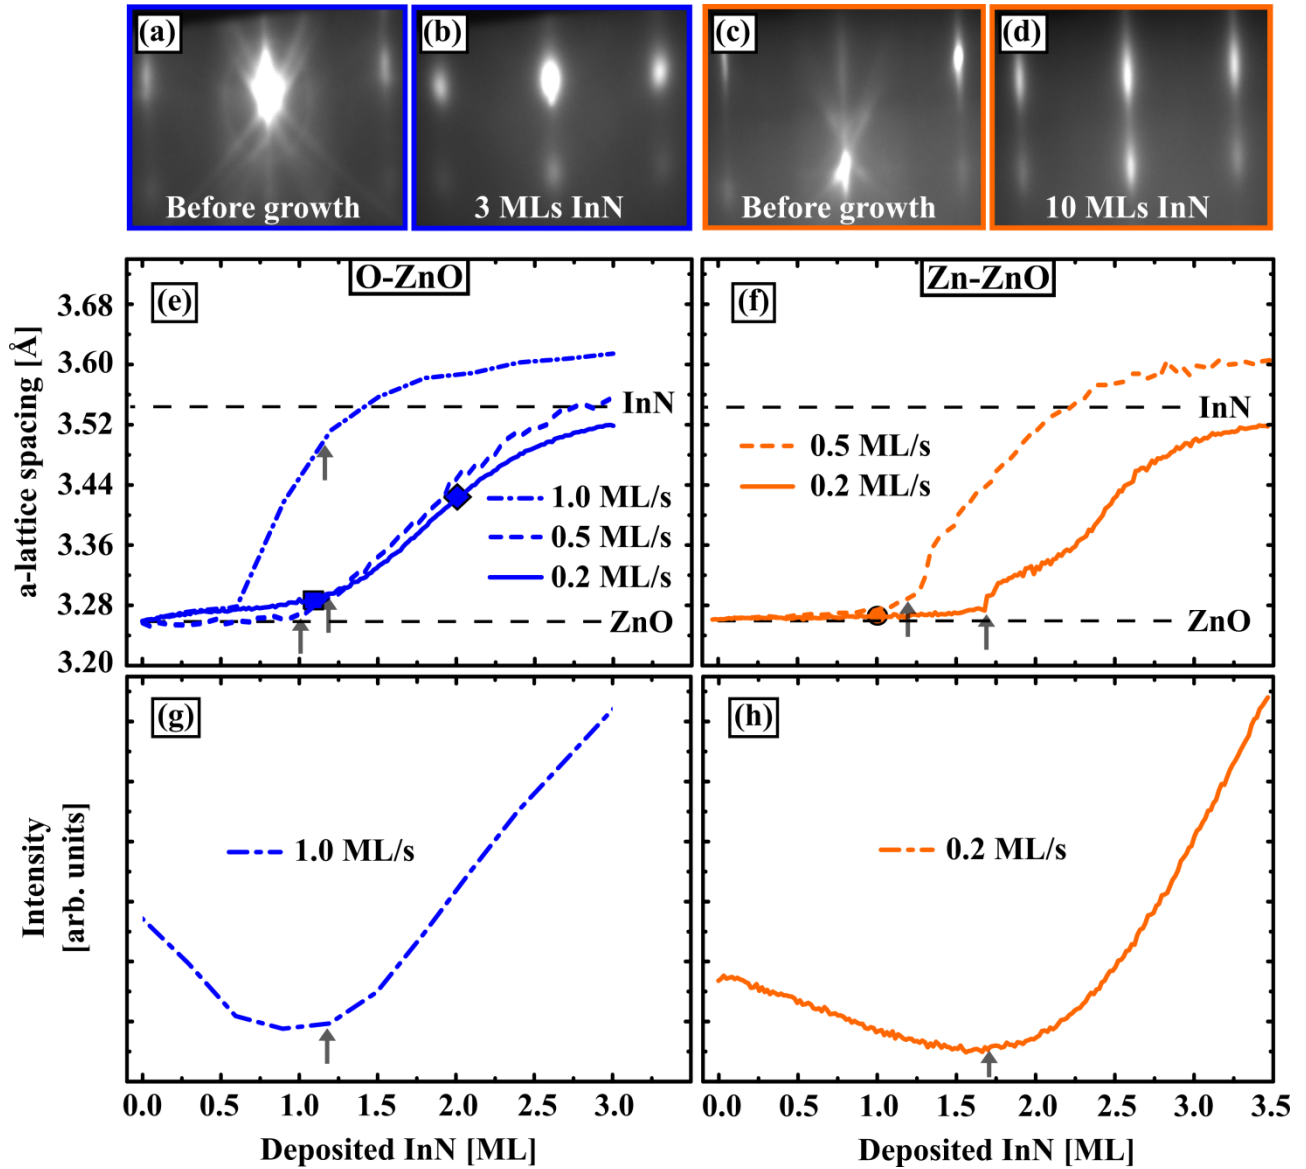 (a)
Before growth
(b)
3 MLs InN
(c)
Before growth
(d)
10 MLs InN
a-lattice spacing [Å]
3.68
3.60
3.52
3.44
3.36
3.28
3.20
(e)
O-ZnO
InN
1.0 ML/s
0.5 ML/s
0.2 ML/s
ZnO
(f)
Zn-ZnO
InN
0.5 ML/s
0.2 ML/s
ZnO
Intensity
[arb. units]
(g)
1.0 ML/s
0.0 0.5 1.0 1.5 2.0 2.5 3.0
Deposited InN [ML]
(h)
0.2 ML/s
0.0 0.5 1.0 1.5 2.0 2.5 3.0 3.5
Deposited InN [ML]